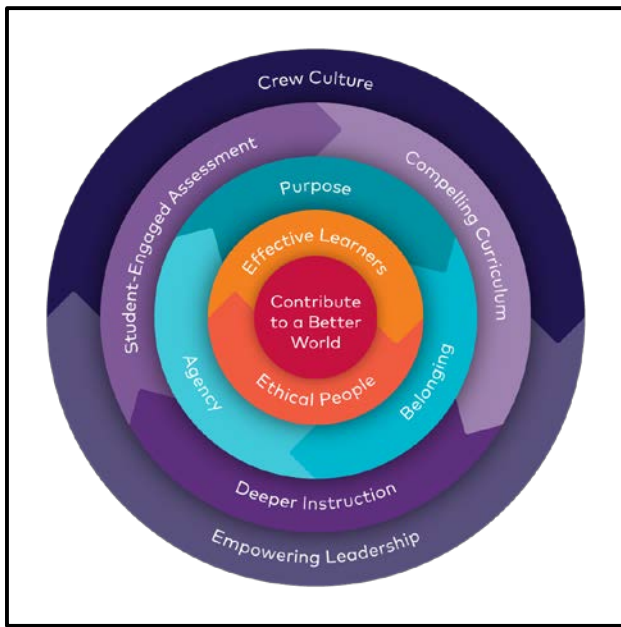 Crew Culture
Student-Engaged Assessment
Compelling Curriculum
Purpose
Effective Learners
Contribute
to a Better
World
Ethical People
Agency
Belonging
Deeper Instruction
Empowering Leadership